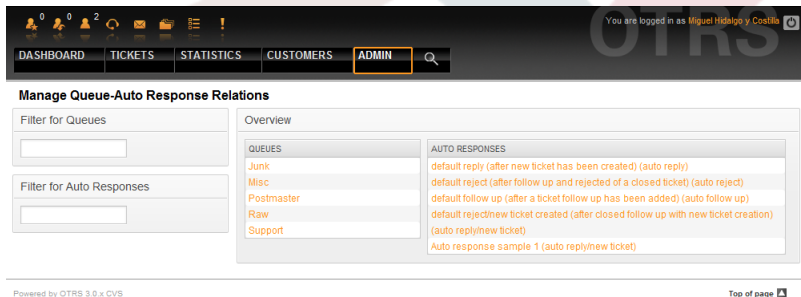 0 0 2
You are logged in as Miguel Hidalgo y Costilla
OTRS
DASHBOARD TICKETS STATISTICS CUSTOMERS ADMIN
Manage Queue-Auto Response Relations
Filter for Queues
Filter for Auto Responses
Overview
QUEUES
Junk
Misc
Postmaster
Raw
Support
AUTO RESPONSES
default reply (after new ticket has been created) (auto reply)
default reject (after follow up and rejected of a closed ticket) (auto reject)
default follow up (after a ticket follow up has been added) (auto follow up)
default reject/new ticket created (after closed follow up with new ticket creation)
(auto reply/new ticket)
Auto response sample 1 (auto reply/new ticket)
Powered by OTRS 3.0.x CVS
Top of page